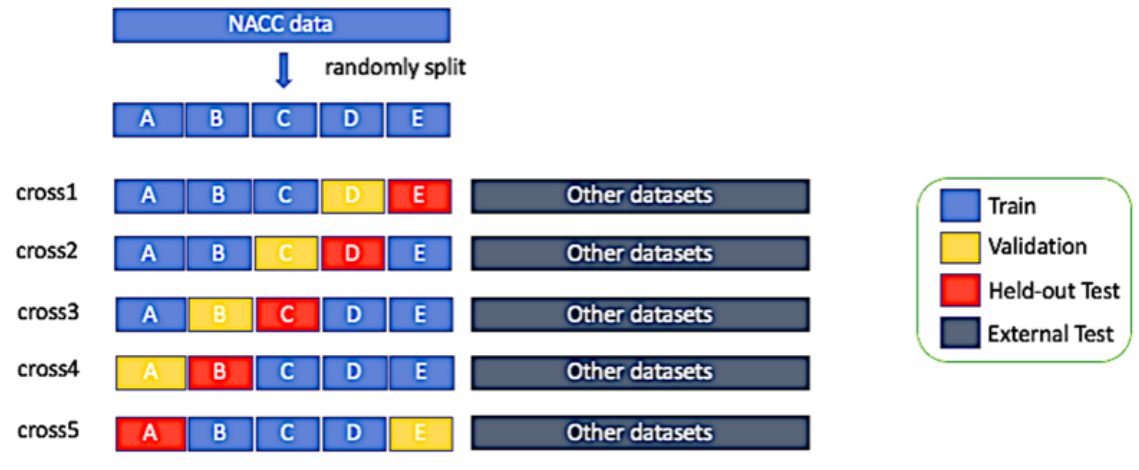 NACC data
randomly split
A B C D E
cross1 A B C D E Other datasets
cross2 A B C D E Other datasets
cross3 A B C D E Other datasets
cross4 A B C D E Other datasets
cross5 A B C D E Other datasets
Train
Validation
Held-out Test
External Test